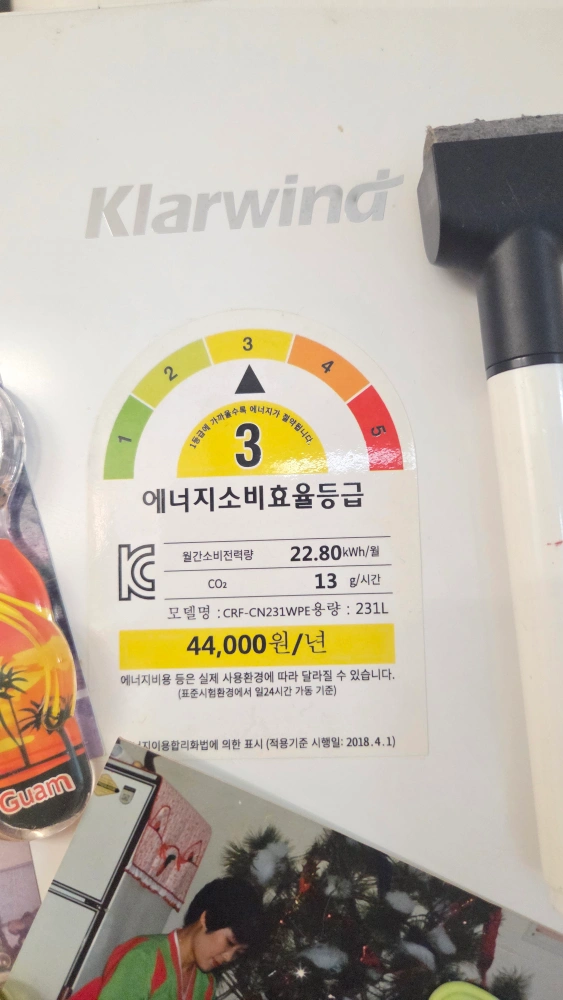 Klarwind
1
2
3
4
5
1등급에 가까울수록 에너지가 절약됩니다.
3
에너지소비효율등급
월간소비전력량 22.80kWh/월
CO₂ 13 g/시간
모델명 : CRF-CN231WPE 용량 : 231L
44,000원/년
에너지비용 등은 실제 사용환경에 따라 달라질 수 있습니다.
(표준시험환경에서 일24시간 가동 기준)
지이용합리화법에 의한 표시 (적용기준 시행일: 2018.4.1)
Guam